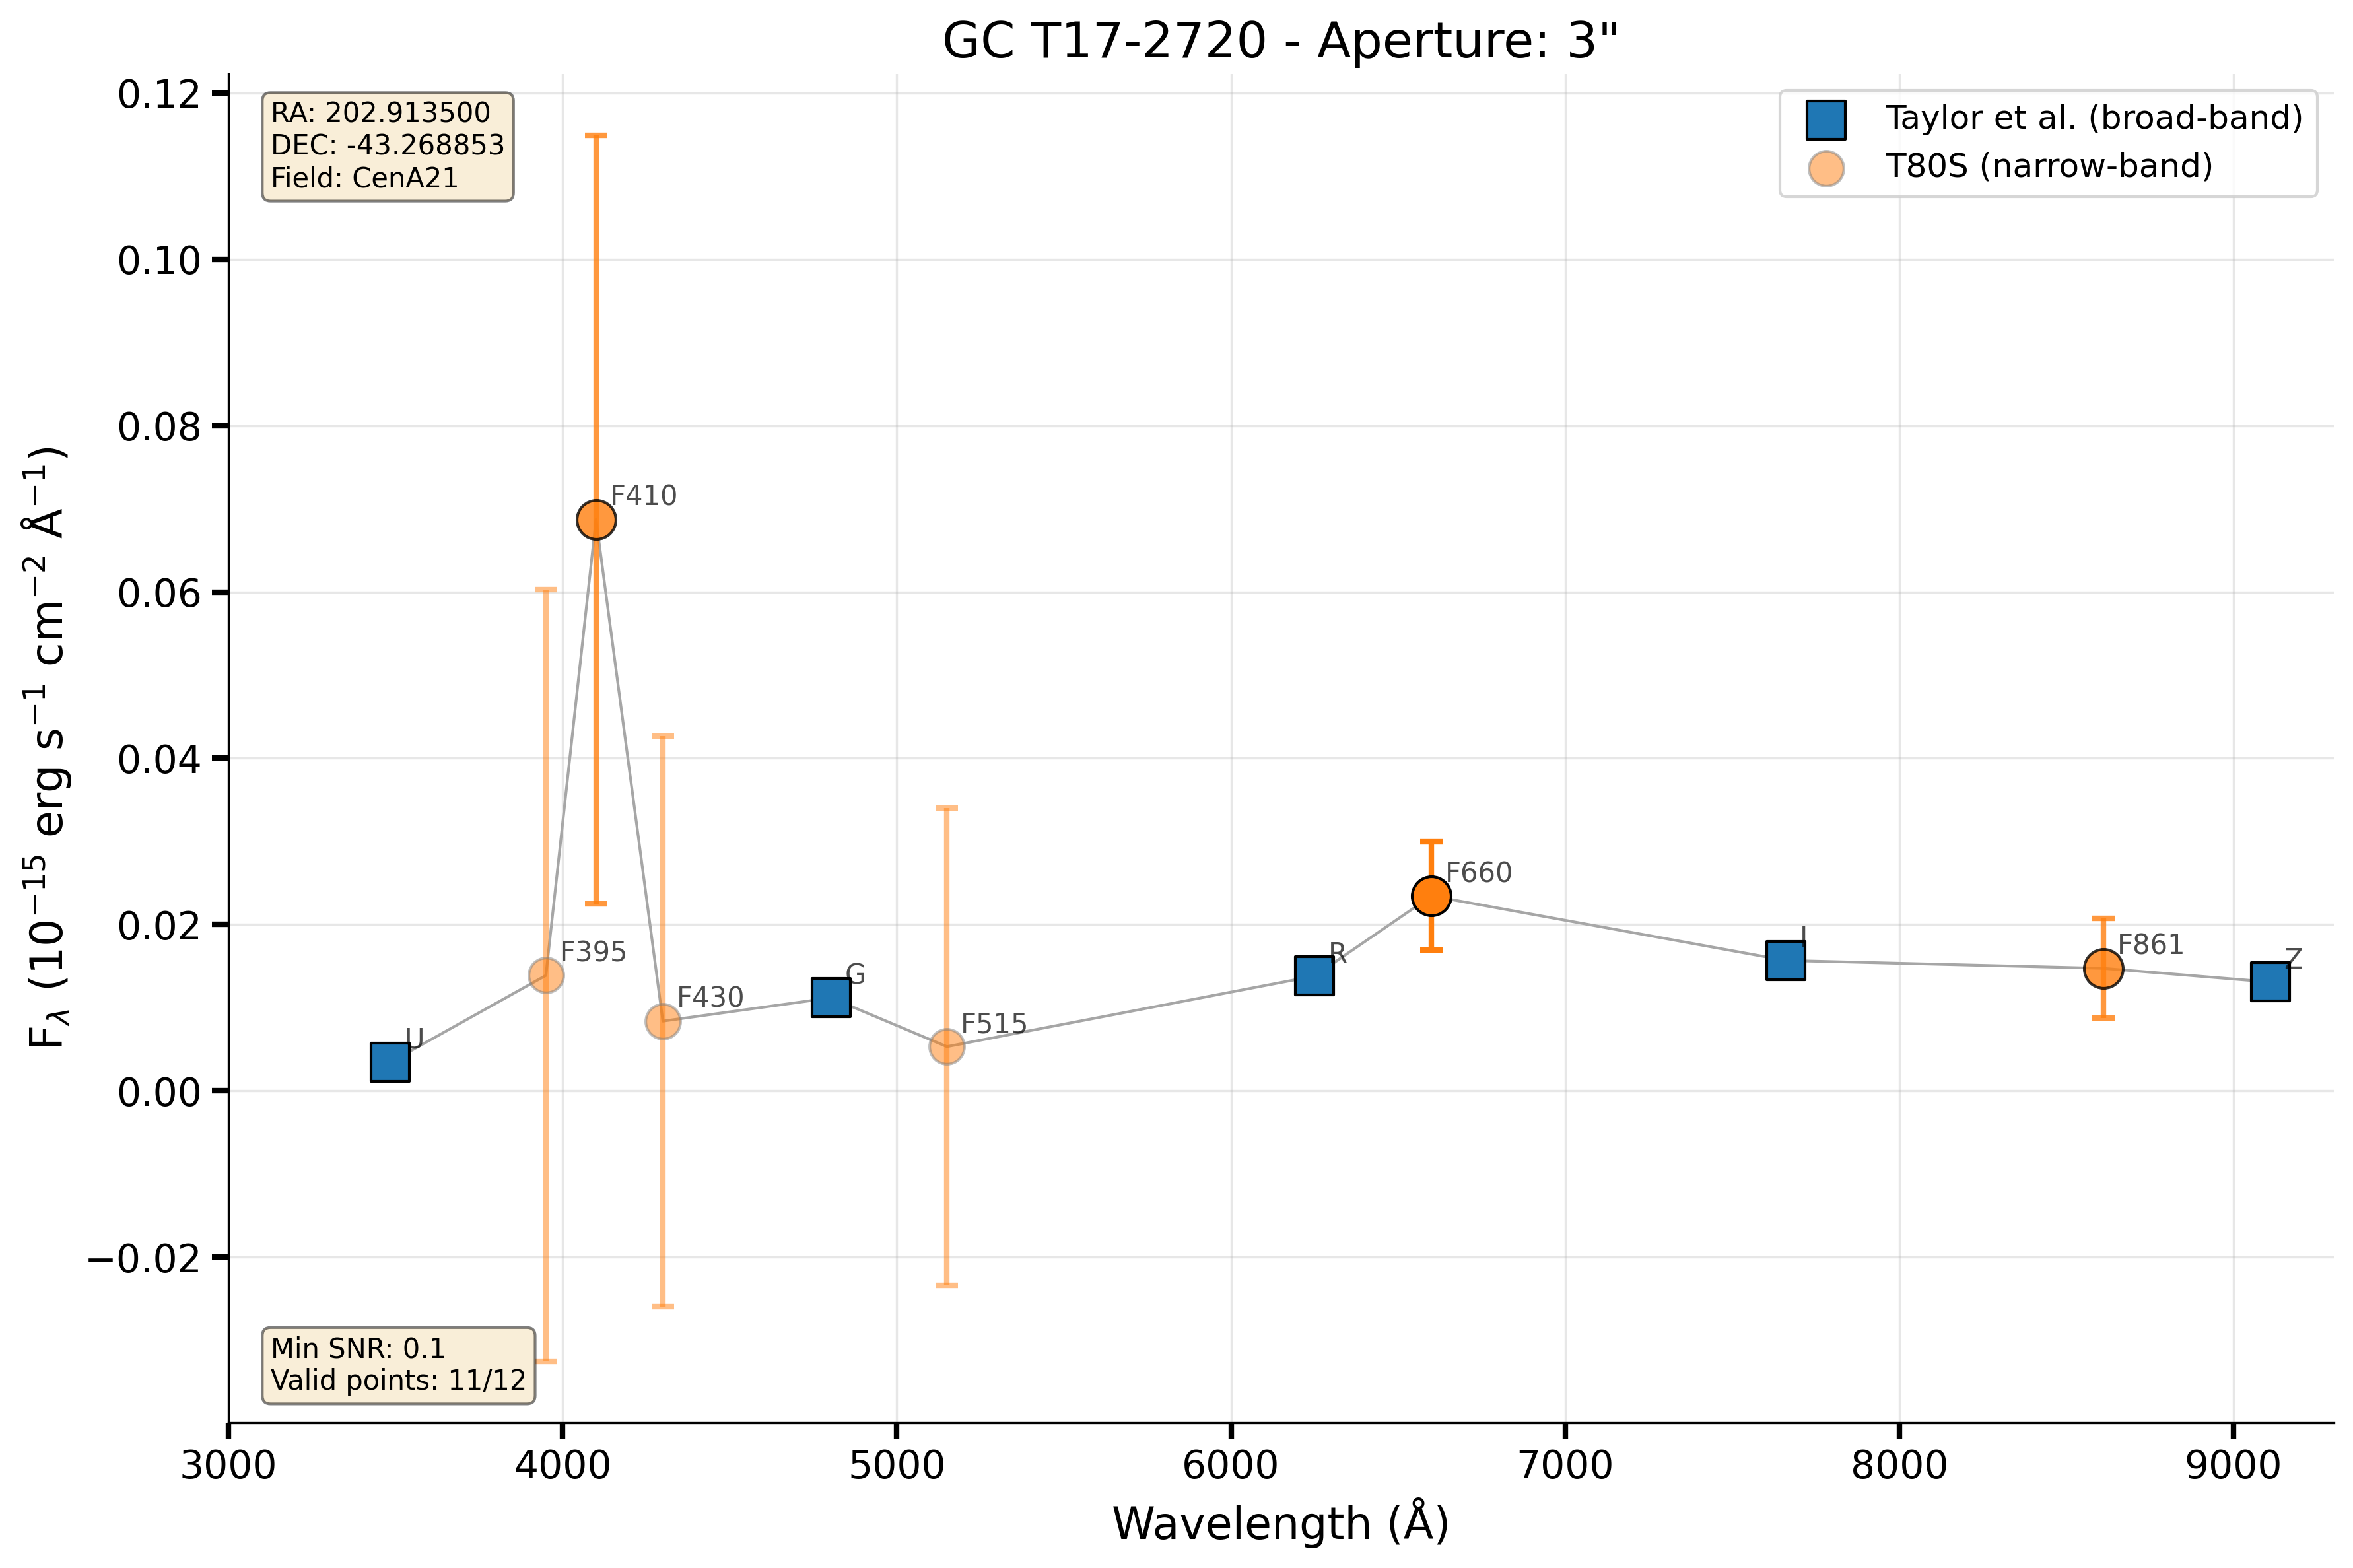 GC T17-2720 - Aperture: 3"
RA: 202.913500
DEC: -43.268853
Field: CenA21
Taylor et al. (broad-band)
T80S (narrow-band)
0.12
0.10
0.08
0.06
0.04
0.02
0.00
−0.02
F$_λ$ (10$^{−15}$ erg s$^{−1}$ cm$^{−2}$ Å$^{−1}$)
U
F395
F410
F430
G
F515
R
F660
I
F861
Z
Min SNR: 0.1
Valid points: 11/12
3000 4000 5000 6000 7000 8000 9000
Wavelength (Å)